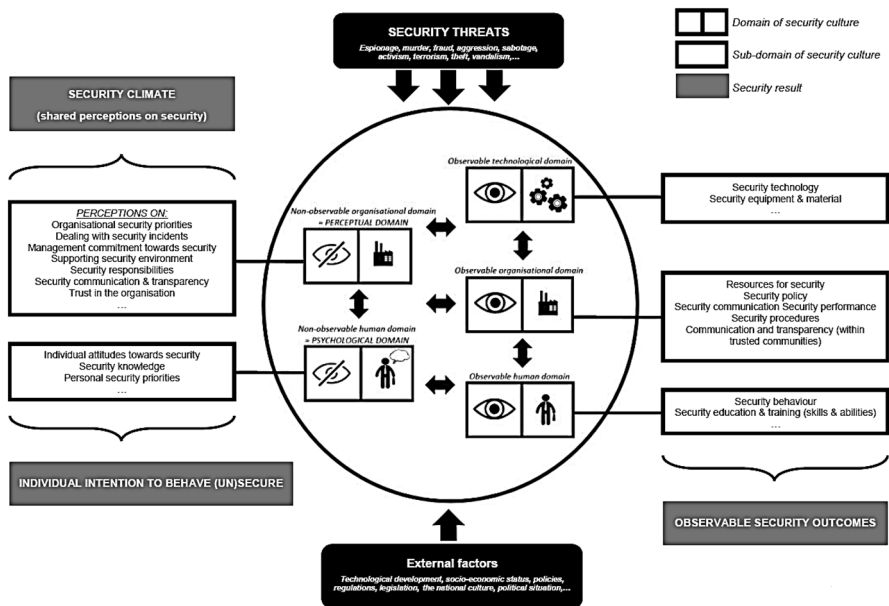 SECURITY THREATS
Espionage, murder, fraud, aggression, sabotage,
activism, terrorism, theft, vandalism,...
Domain of security culture
Sub-domain of security culture
Security result
SECURITY CLIMATE
(shared perceptions on security)
PERCEPTIONS ON:
Organisational security priorities
Dealing with security incidents
Management commitment towards security
Supporting security environment
Security responsibilities
Security communication & transparency
Trust in the organisation
...
Individual attitudes towards security
Security knowledge
Personal security priorities
...
INDIVIDUAL INTENTION TO BEHAVE (UN)SECURE
Non-observable organisational domain
= PERCEPTUAL DOMAIN
Non-observable human domain
= PSYCHOLOGICAL DOMAIN
Observable technological domain
Observable organisational domain
Observable human domain
Security technology
Security equipment & material
...
Resources for security
Security policy
Security communication Security performance
Security procedures
Communication and transparency (within
trusted communities)
Security behaviour
Security education & training (skills & abilities)
...
OBSERVABLE SECURITY OUTCOMES
External factors
Technological development, socio-economic status, policies,
regulations, legislation, the national culture, political situation,...